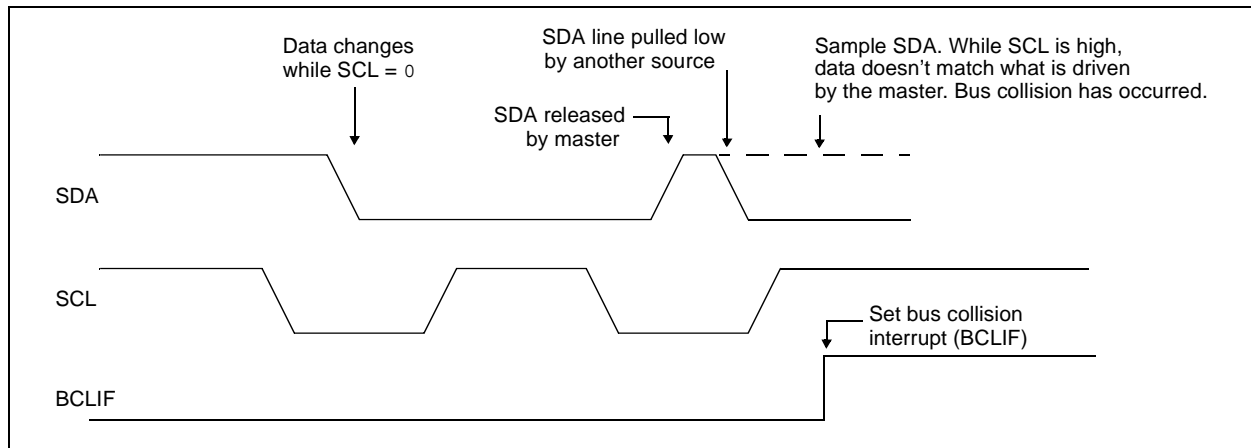 Data changes
while SCL = 0
SDA line pulled low
by another source
Sample SDA. While SCL is high,
data doesn't match what is driven
by the master. Bus collision has occurred.
SDA released
by master
SDA
SCL
Set bus collision
interrupt (BCLIF)
BCLIF